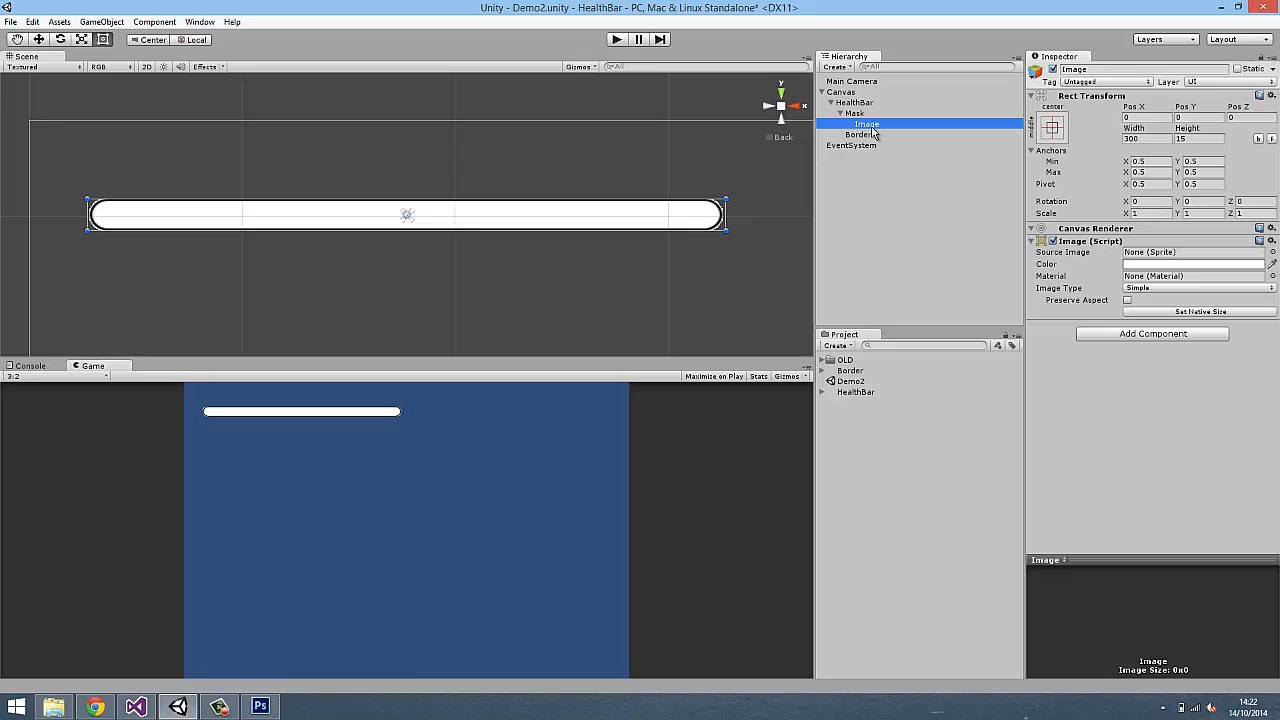 Unity - Demo2.unity - HealthBar - PC, Mac & Linux Standalone* <DX11>
File Edit Assets GameObject Component Window Help
Center Local Layers Layout
Scene
Textured RGB 2D Effects Gizmos All
y
x
Back
Console Game
3:2 Maximize on Play Stats Gizmos
Hierarchy
Create All
Main Camera
Canvas
HealthBar
Mask
Image
Border
EventSystem
Project
Create
OLD
Border
Demo2
HealthBar
Inspector
Image Static
Tag Untagged Layer UI
Rect Transform
center Pos X Pos Y Pos Z
middle 0 0 0
Width Height
300 15
Anchors
Min X 0.5 Y 0.5
Max X 0.5 Y 0.5
Pivot X 0.5 Y 0.5
Rotation X 0 Y 0 Z 0
Scale X 1 Y 1 Z 1
Canvas Renderer
Image (Script)
Source Image None (Sprite)
Color
Material None (Material)
Image Type Simple
Preserve Aspect
Set Native Size
Add Component
Image
Image
Image Size: 0x0
Ps
14:22
14/10/2014